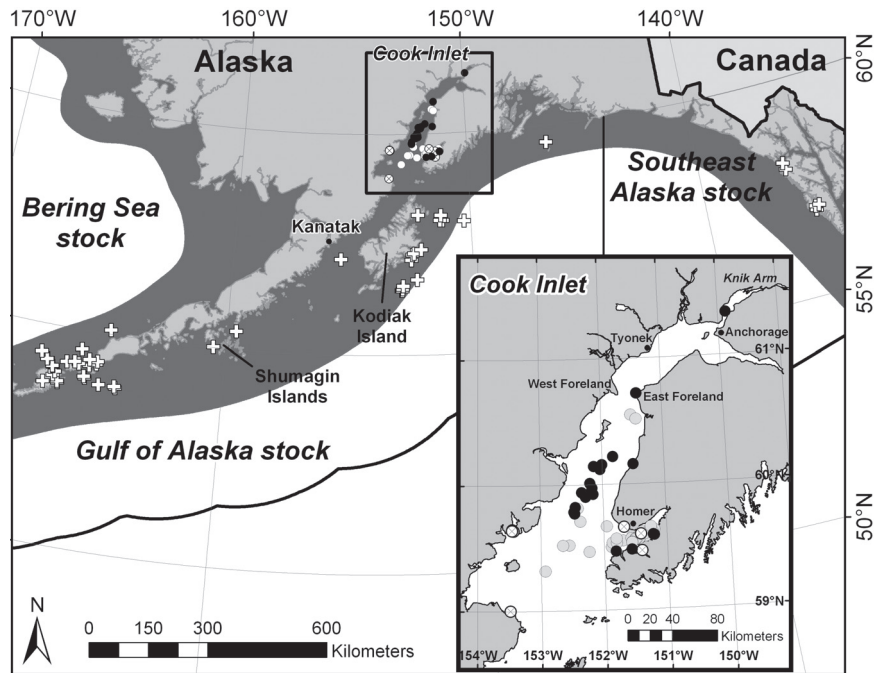 170°W 160°W 150°W 140°W
Cook Inlet
Alaska
Canada
60°N
Southeast
Alaska stock
Bering Sea
stock
Kanatak
55°N
Kodiak
Island
Shumagin
Islands
Gulf of Alaska stock
50°N
N
0 150 300 600
Kilometers
Cook Inlet
Knik Arm
Tyonek
Anchorage
61°N
West Foreland
East Foreland
60°N
Homer
59°N
0 20 40 80
Kilometers
154°W 153°W 152°W 151°W 150°W